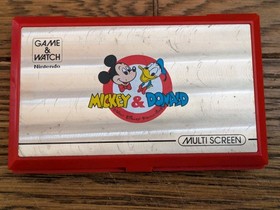 GAME
&
WATCH
Nintendo
MICKEY & DONALD
MULTI SCREEN